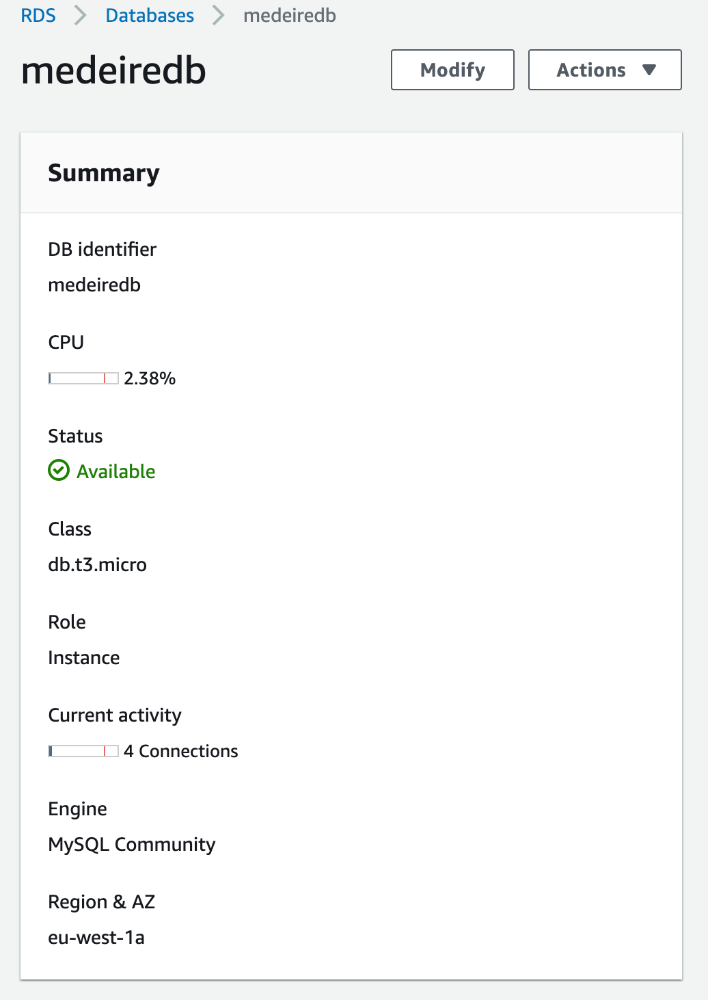 RDS > Databases > medeiredb
medeiredb
Modify
Actions ▼
Summary
DB identifier
medeiredb
CPU
2.38%
Status
Available
Class
db.t3.micro
Role
Instance
Current activity
4 Connections
Engine
MySQL Community
Region & AZ
eu-west-1a